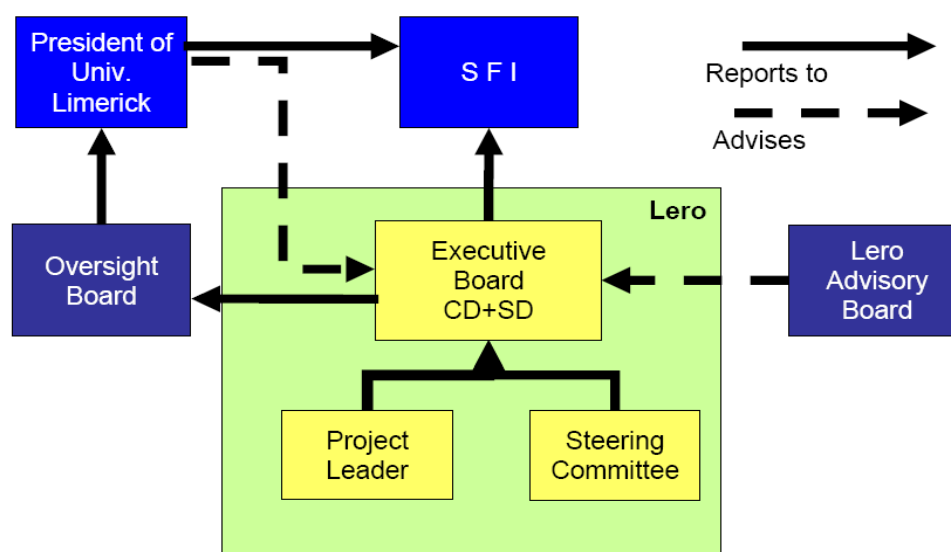 President of
Univ.
Limerick
S F I
Reports to
Advises
Lero
Oversight
Board
Executive
Board
CD+SD
Lero
Advisory
Board
Project
Leader
Steering
Committee